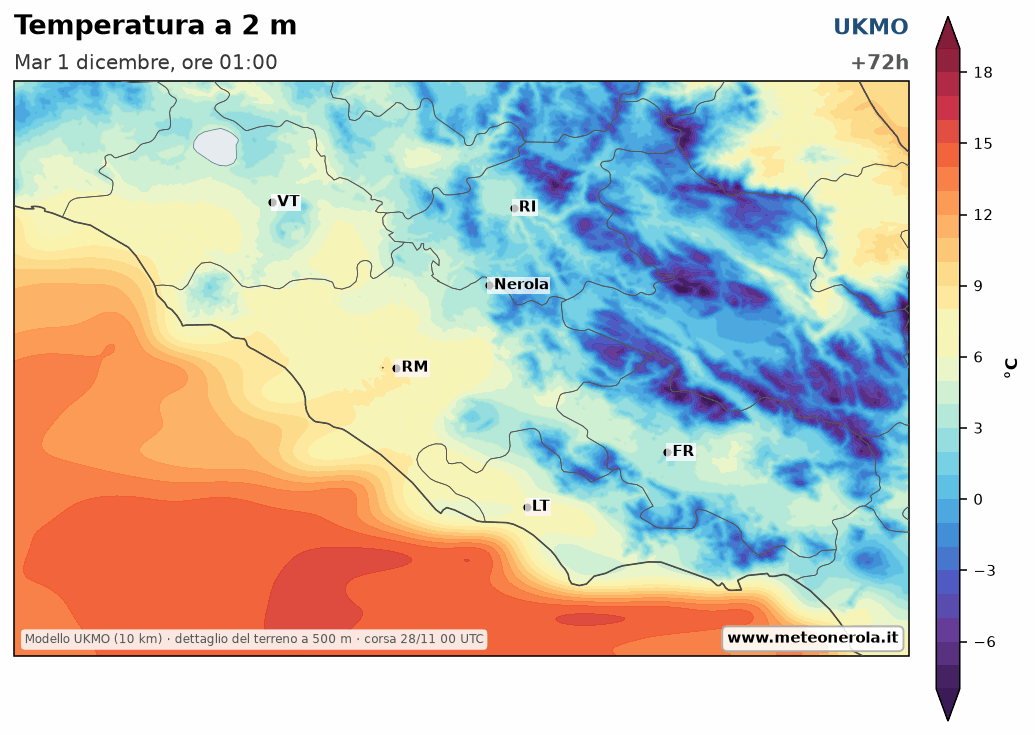 Temperatura a 2 m
UKMO
Mar 1 dicembre, ore 01:00
+72h
VT
RI
Nerola
RM
FR
LT
Modello UKMO (10 km) · dettaglio del terreno a 500 m · corsa 28/11 00 UTC
www.meteonerola.it
18
15
12
9
6
3
0
−3
−6
°C